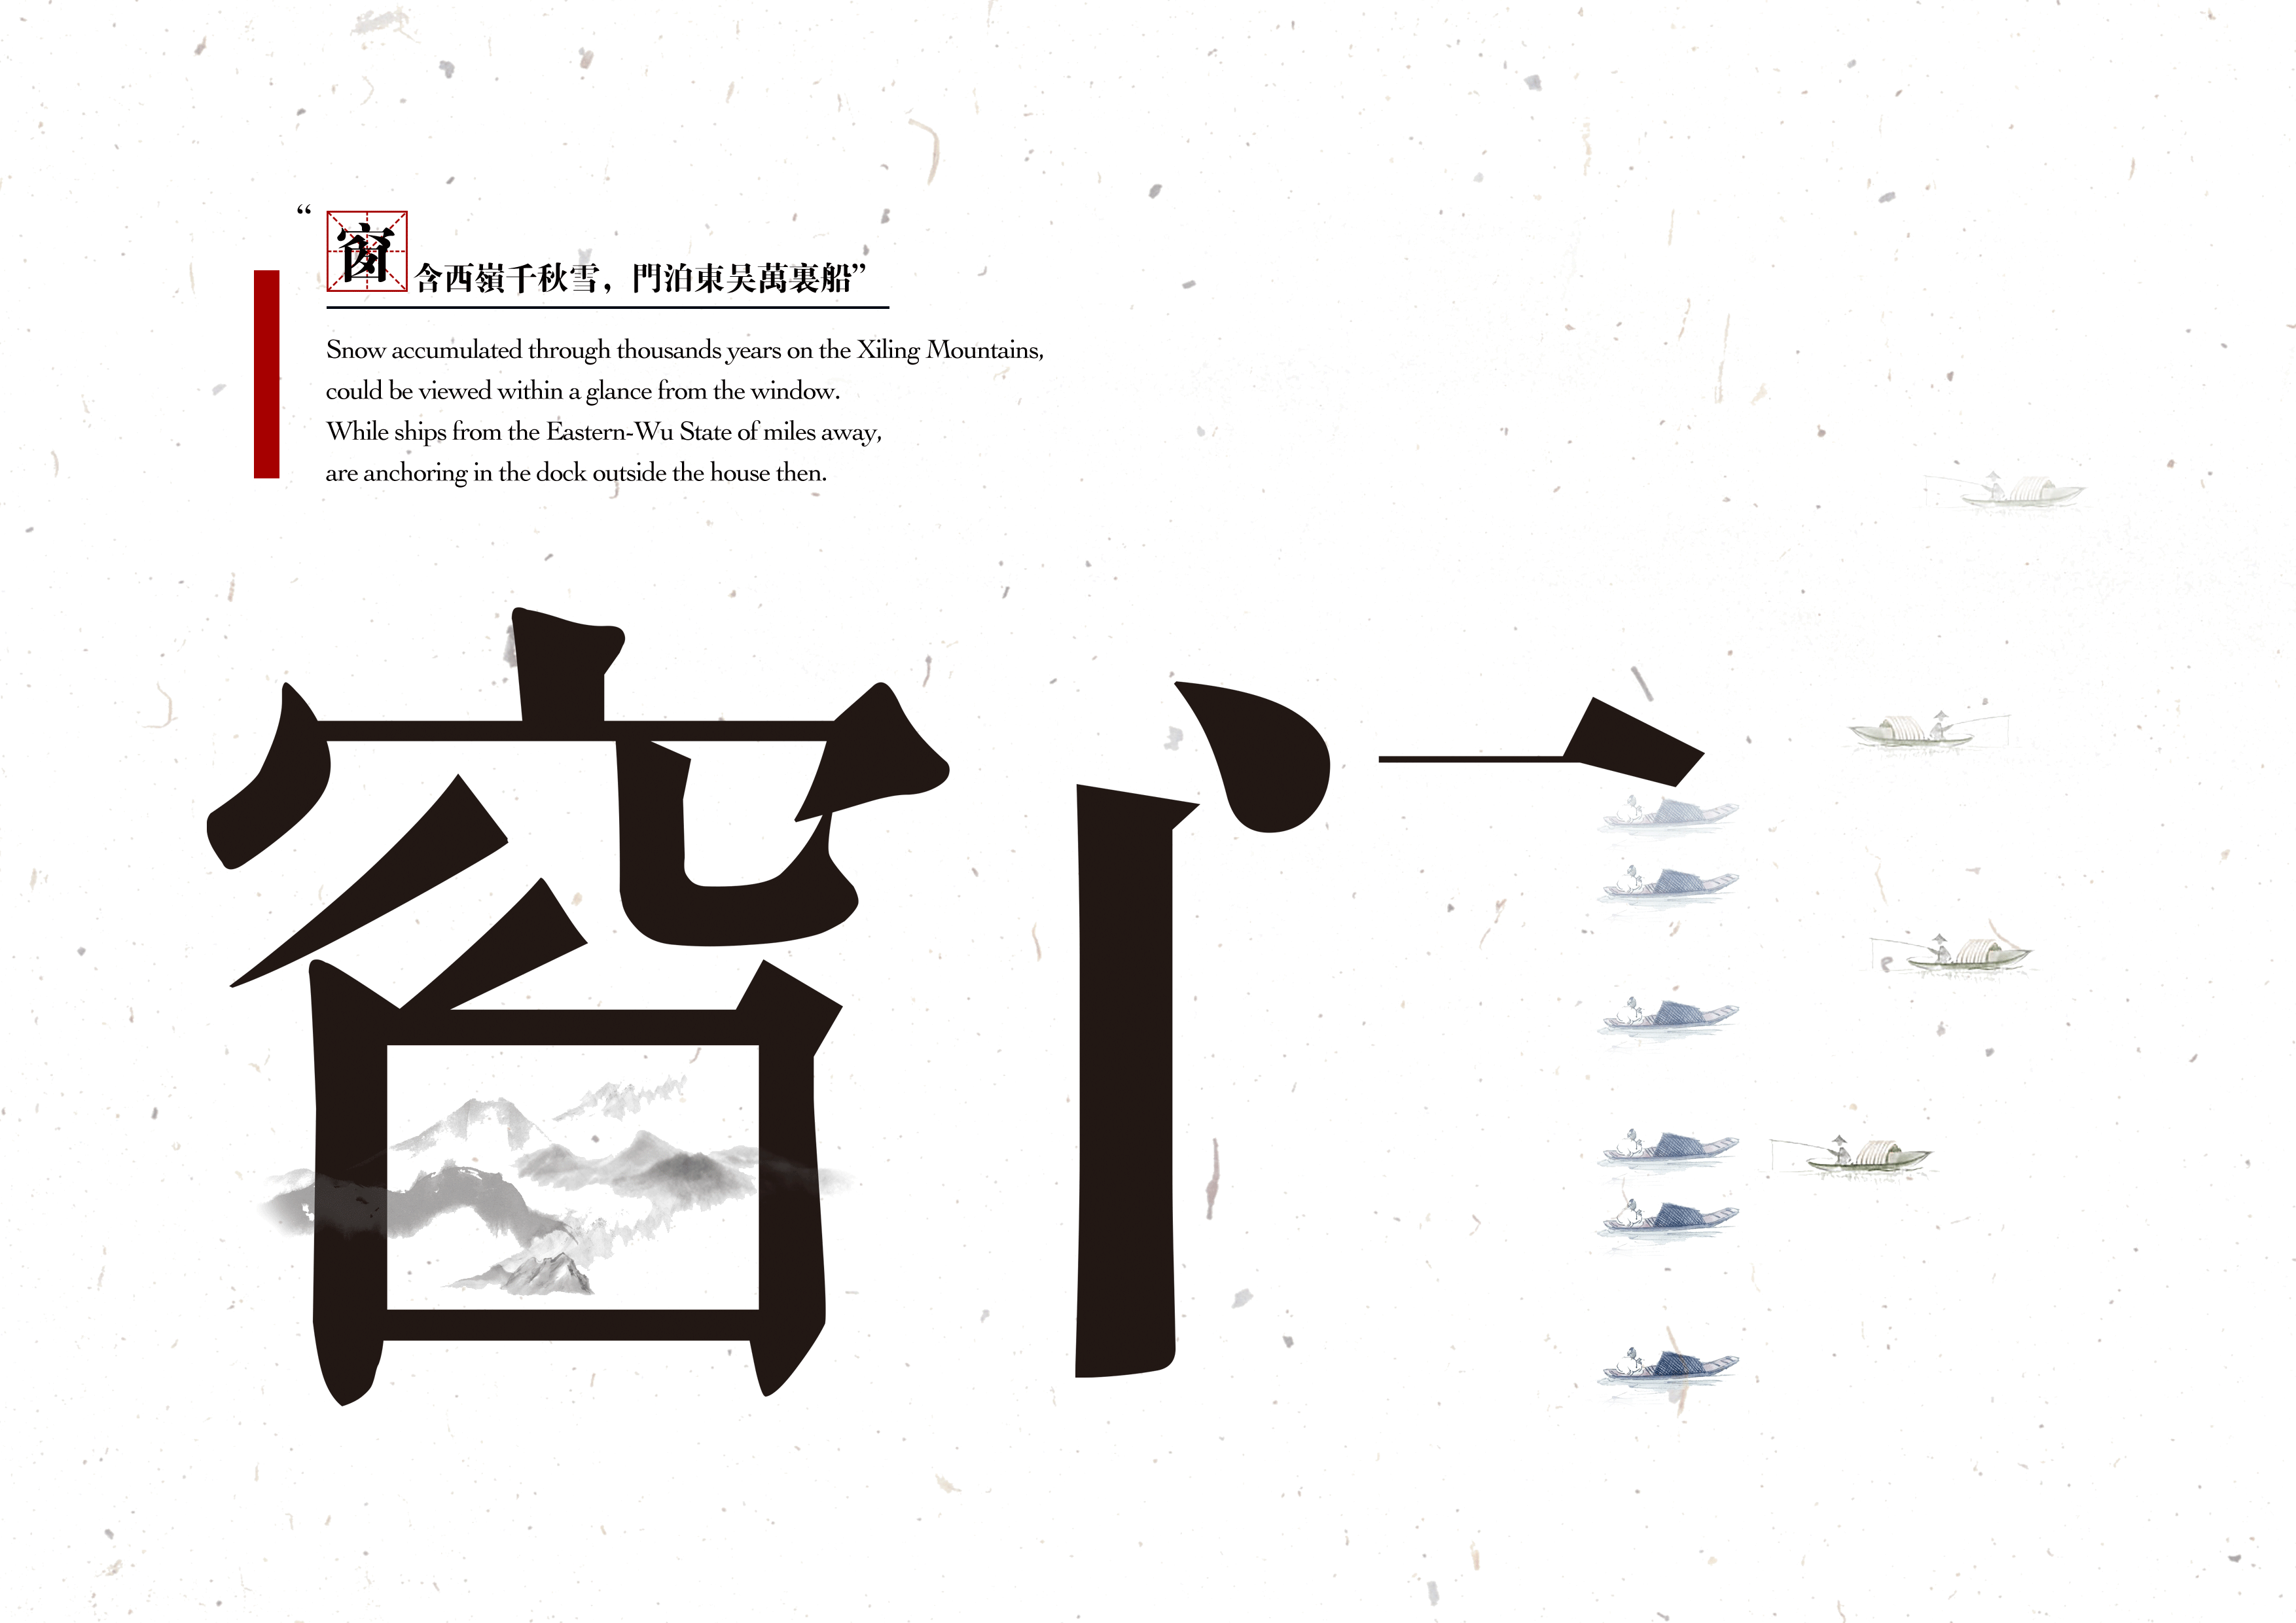 “窗含西嶺千秋雪，門泊東吴萬裏船”
Snow accumulated through thousands years on the Xiling Mountains,
could be viewed within a glance from the window.
While ships from the Eastern-Wu State of miles away,
are anchoring in the dock outside the house then.
窗门